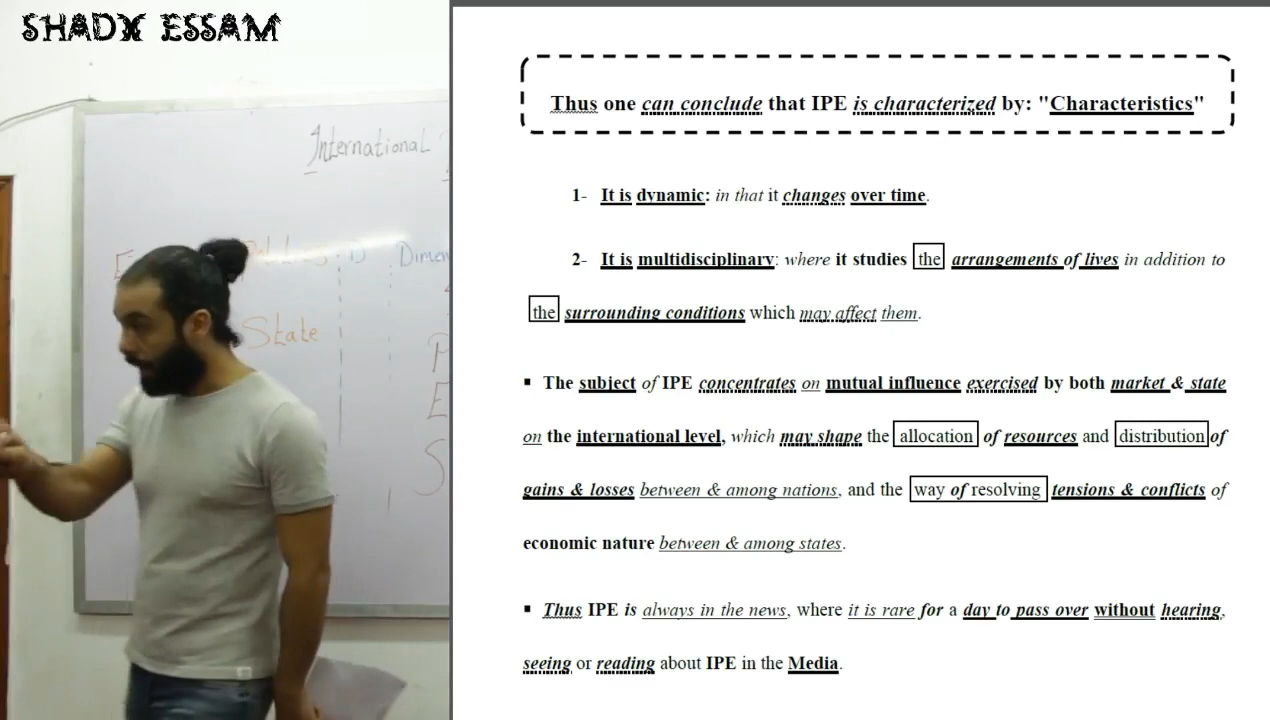 SHADY ESSAM
International
State
Dimen
P
E
S
Thus one can conclude that IPE is characterized by: "Characteristics"
1- It is dynamic: in that it changes over time.
2- It is multidisciplinary: where it studies the arrangements of lives in addition to
the surrounding conditions which may affect them.
▪ The subject of IPE concentrates on mutual influence exercised by both market & state
on the international level, which may shape the allocation of resources and distribution of
gains & losses between & among nations, and the way of resolving tensions & conflicts of
economic nature between & among states.
▪ Thus IPE is always in the news, where it is rare for a day to pass over without hearing,
seeing or reading about IPE in the Media.